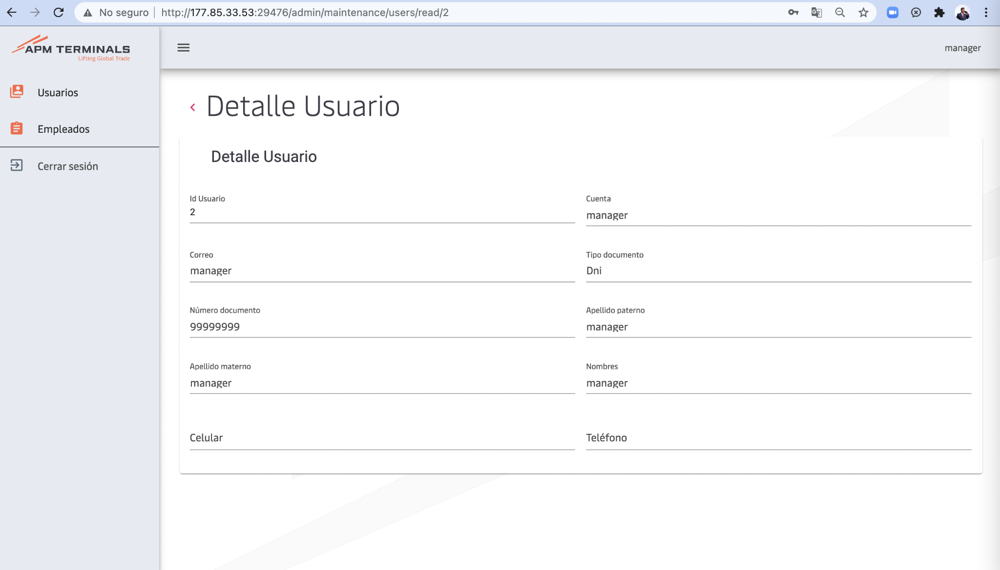 No seguro
http://177.85.33.53:29476/admin/maintenance/users/read/2
APM TERMINALS
Lifting Global Trade
manager
Usuarios
Empleados
Cerrar sesión
Detalle Usuario
Detalle Usuario
Id Usuario
2
Cuenta
manager
Correo
manager
Tipo documento
Dni
Número documento
99999999
Apellido paterno
manager
Apellido materno
manager
Nombres
manager
Celular
Teléfono